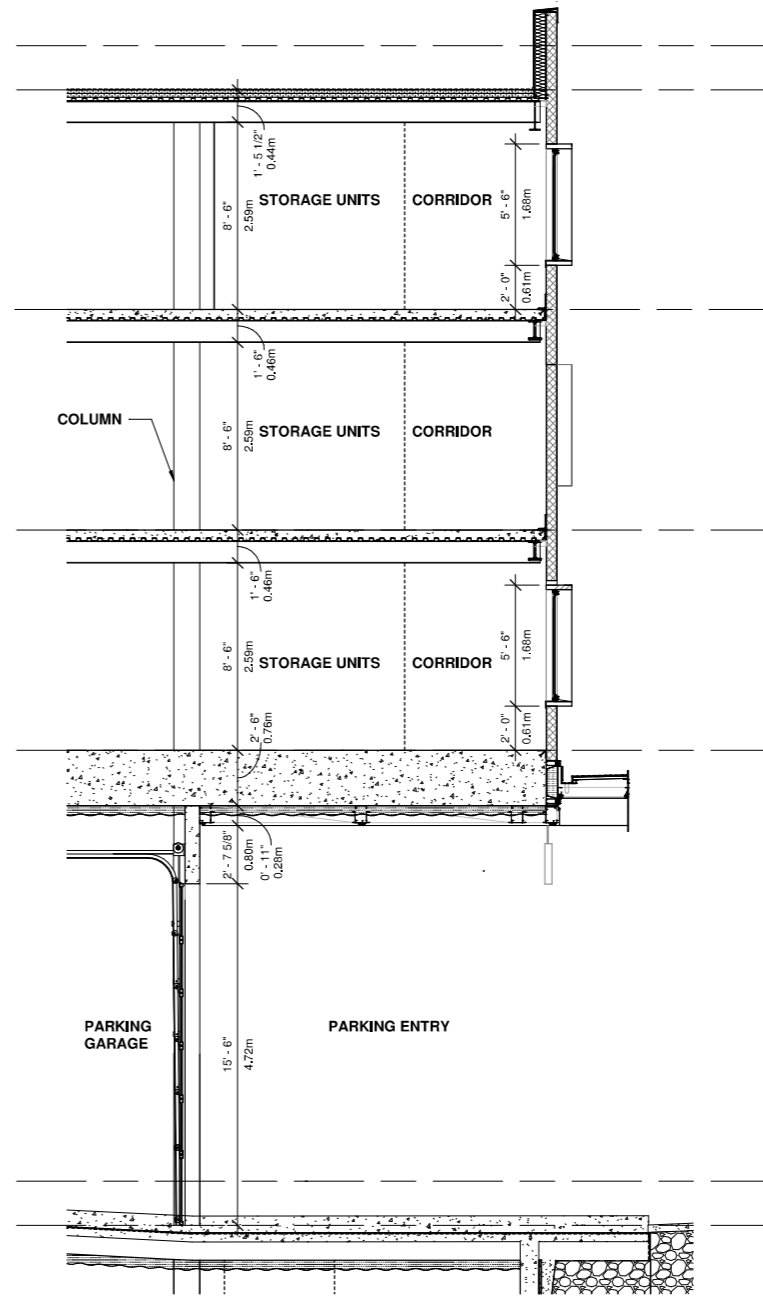 1' - 5 1/2"
0.44m
8' - 6"
2.59m
STORAGE UNITS
CORRIDOR
5' - 6"
1.68m
2' - 0"
0.61m
1' - 6"
0.46m
COLUMN
8' - 6"
2.59m
STORAGE UNITS
CORRIDOR
1' - 6"
0.46m
8' - 6"
2.59m
STORAGE UNITS
CORRIDOR
5' - 6"
1.68m
2' - 6"
0.76m
2' - 0"
0.61m
2' - 7 5/8"
0.80m
0' - 11"
0.28m
PARKING
GARAGE
PARKING ENTRY
15' - 6"
4.72m